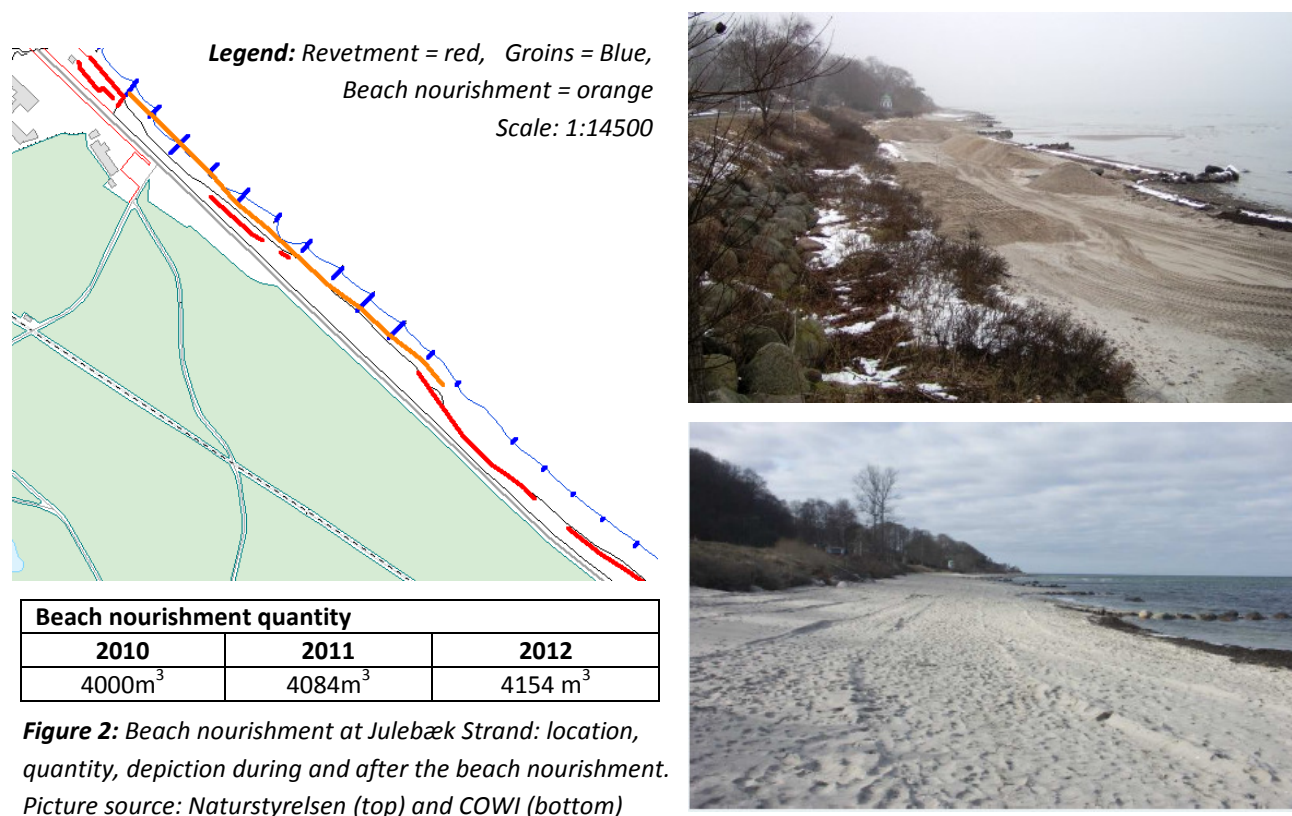 Legend: Revetment = red, Groins = Blue,
Beach nourishment = orange
Scale: 1:14500
Beach nourishment quantity
2010 2011 2012
4000m³ 4084m³ 4154 m³
Figure 2: Beach nourishment at Julebæk Strand: location,
quantity, depiction during and after the beach nourishment.
Picture source: Naturstyrelsen (top) and COWI (bottom)